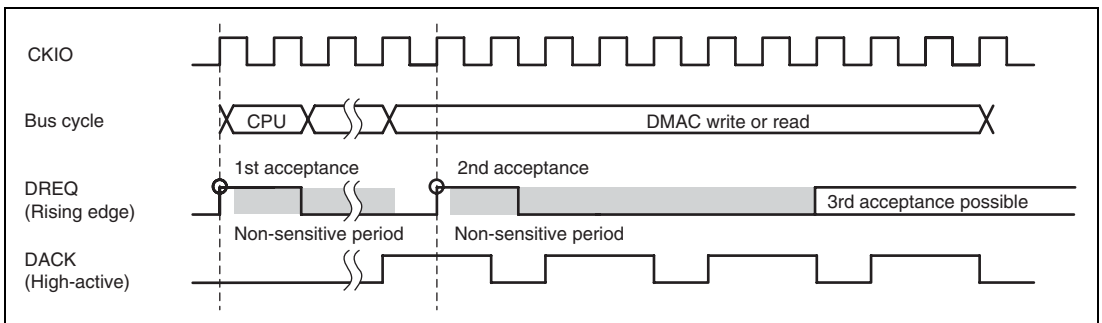 CKIO
Bus cycle
CPU
DMAC write or read
1st acceptance
2nd acceptance
DREQ
(Rising edge)
3rd acceptance possible
Non-sensitive period
Non-sensitive period
DACK
(High-active)